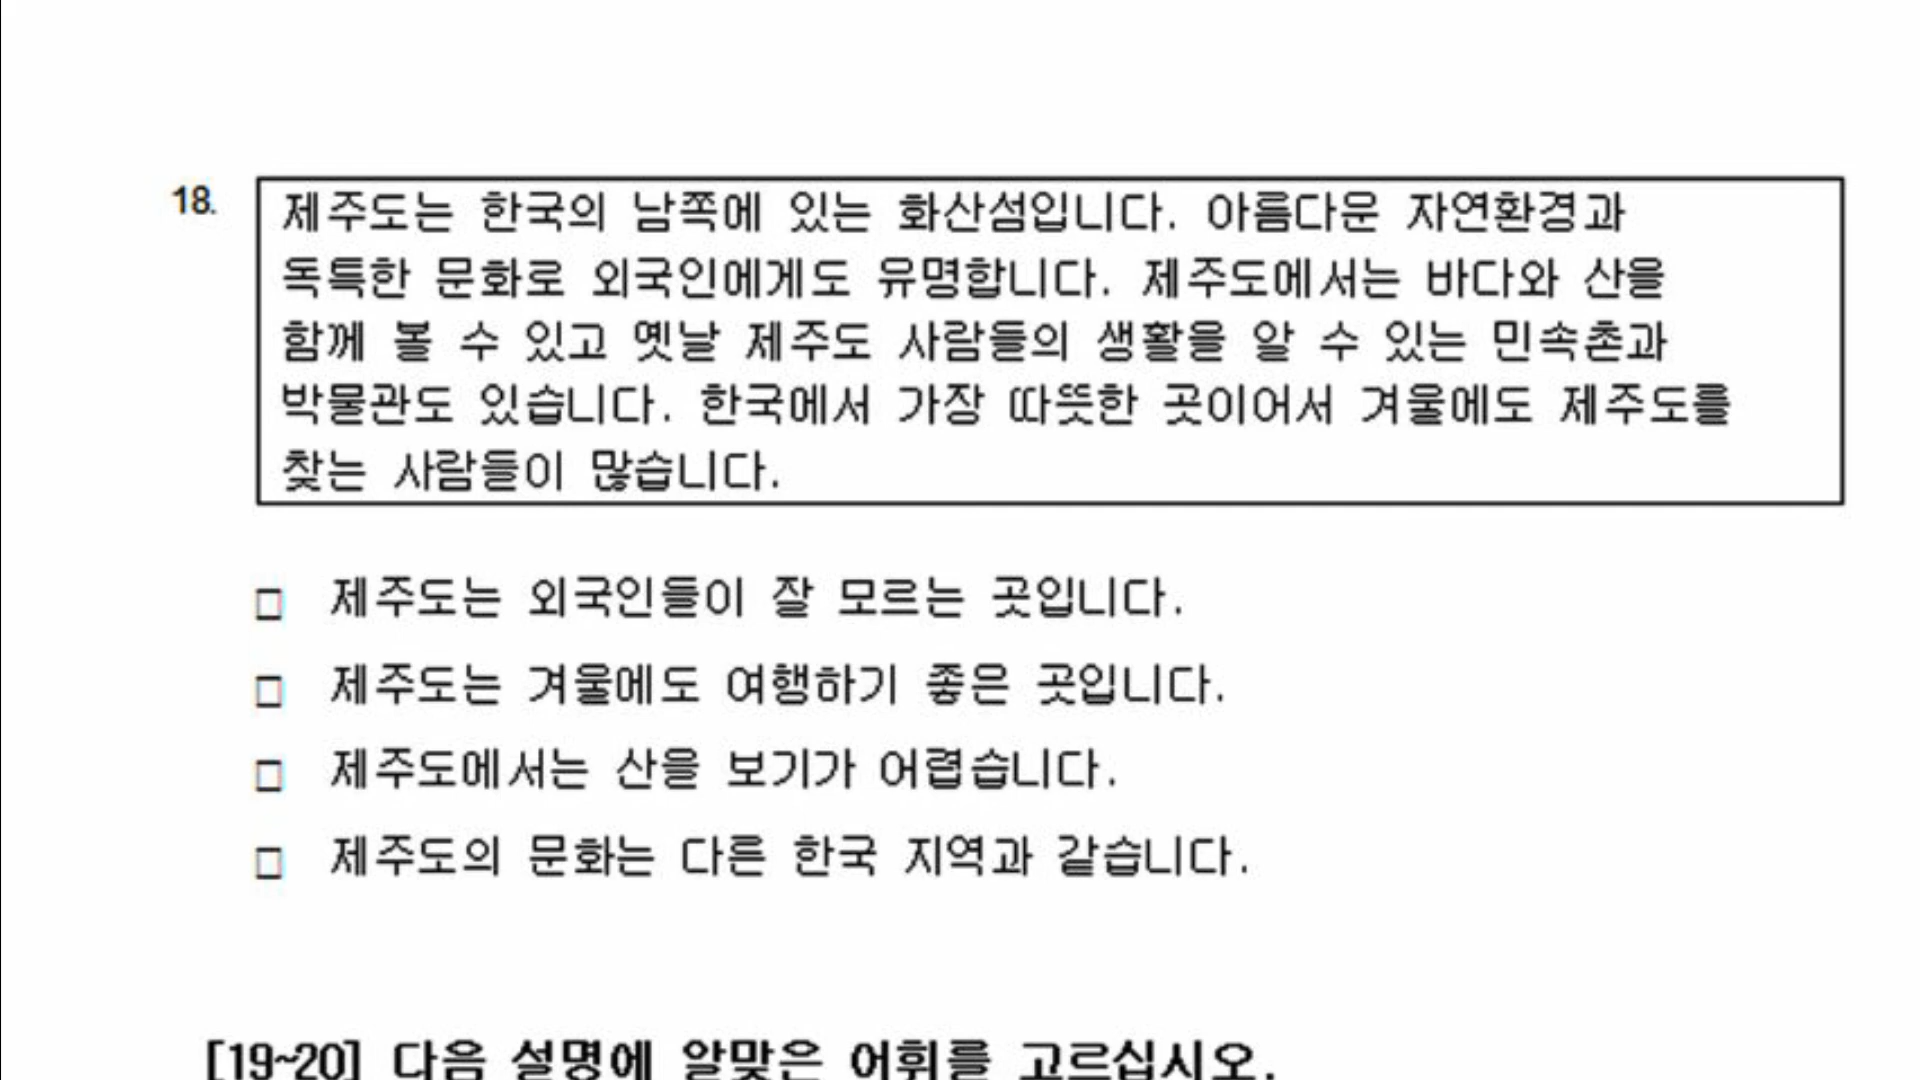 18.
제주도는 한국의 남쪽에 있는 화산섬입니다. 아름다운 자연환경과
독특한 문화로 외국인에게도 유명합니다. 제주도에서는 바다와 산을
함께 볼 수 있고 옛날 제주도 사람들의 생활을 알 수 있는 민속촌과
박물관도 있습니다. 한국에서 가장 따뜻한 곳이어서 겨울에도 제주도를
찾는 사람들이 많습니다.
□ 제주도는 외국인들이 잘 모르는 곳입니다.
□ 제주도는 겨울에도 여행하기 좋은 곳입니다.
□ 제주도에서는 산을 보기가 어렵습니다.
□ 제주도의 문화는 다른 한국 지역과 같습니다.
[19~20] 다음 설명에 알맞은 어휘를 고르십시오.